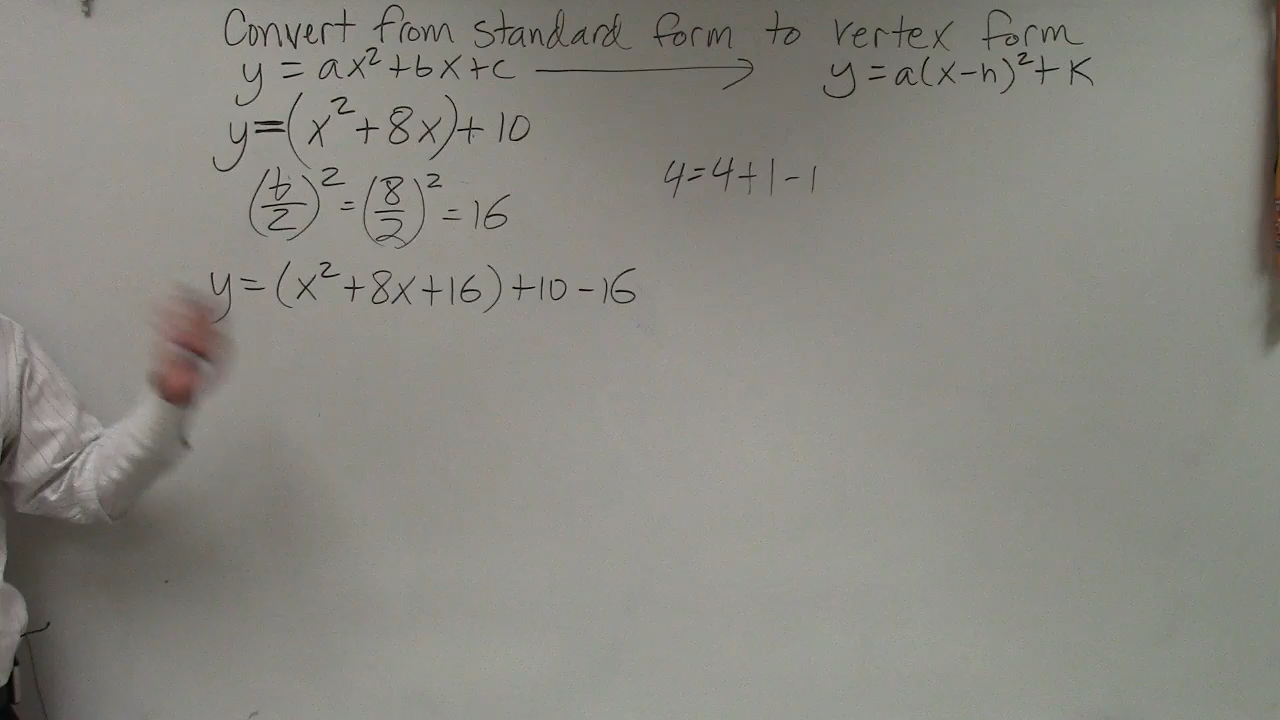 Convert from standard form to vertex form
y = ax²+bx+c ⟶ y = a(x-h)²+k
y=(x²+8x)+10
4=4+1-1
(b/2)² = (8/2)² = 16
y=(x²+8x+16)+10-16